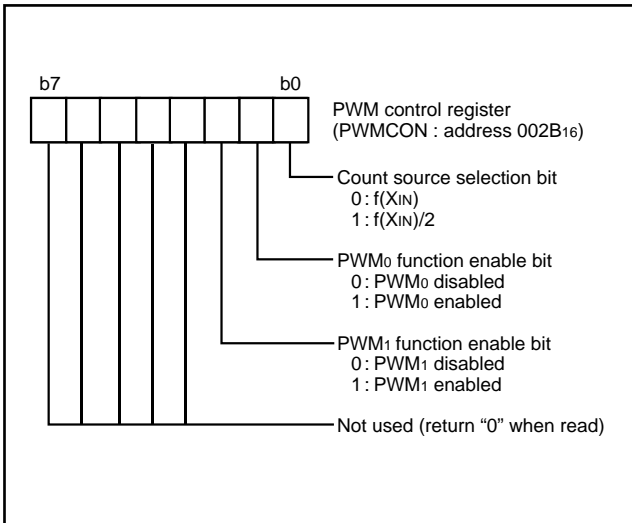 b7 b0
PWM control register
(PWMCON : address 002B16)
Count source selection bit
0 : f(XIN)
1 : f(XIN)/2
PWM0 function enable bit
0 : PWM0 disabled
1 : PWM0 enabled
PWM1 function enable bit
0 : PWM1 disabled
1 : PWM1 enabled
Not used (return “0” when read)